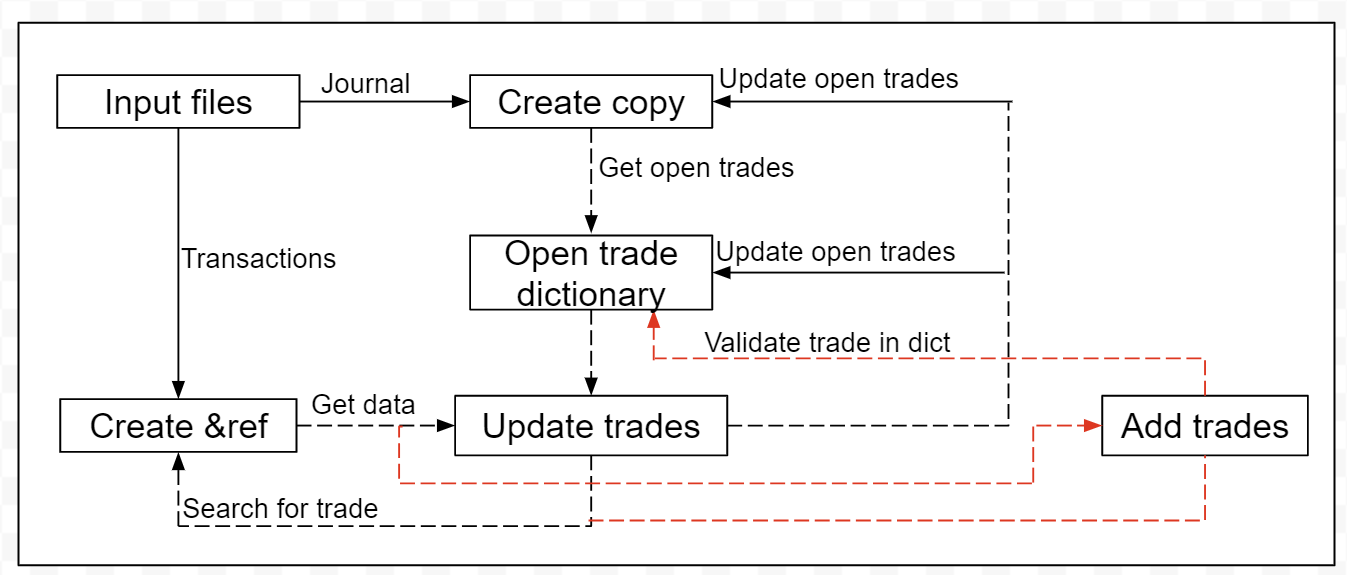 Input files
Journal
Create copy
Update open trades
Get open trades
Transactions
Open trade
dictionary
Update open trades
Validate trade in dict
Create &ref
Get data
Update trades
Add trades
Search for trade